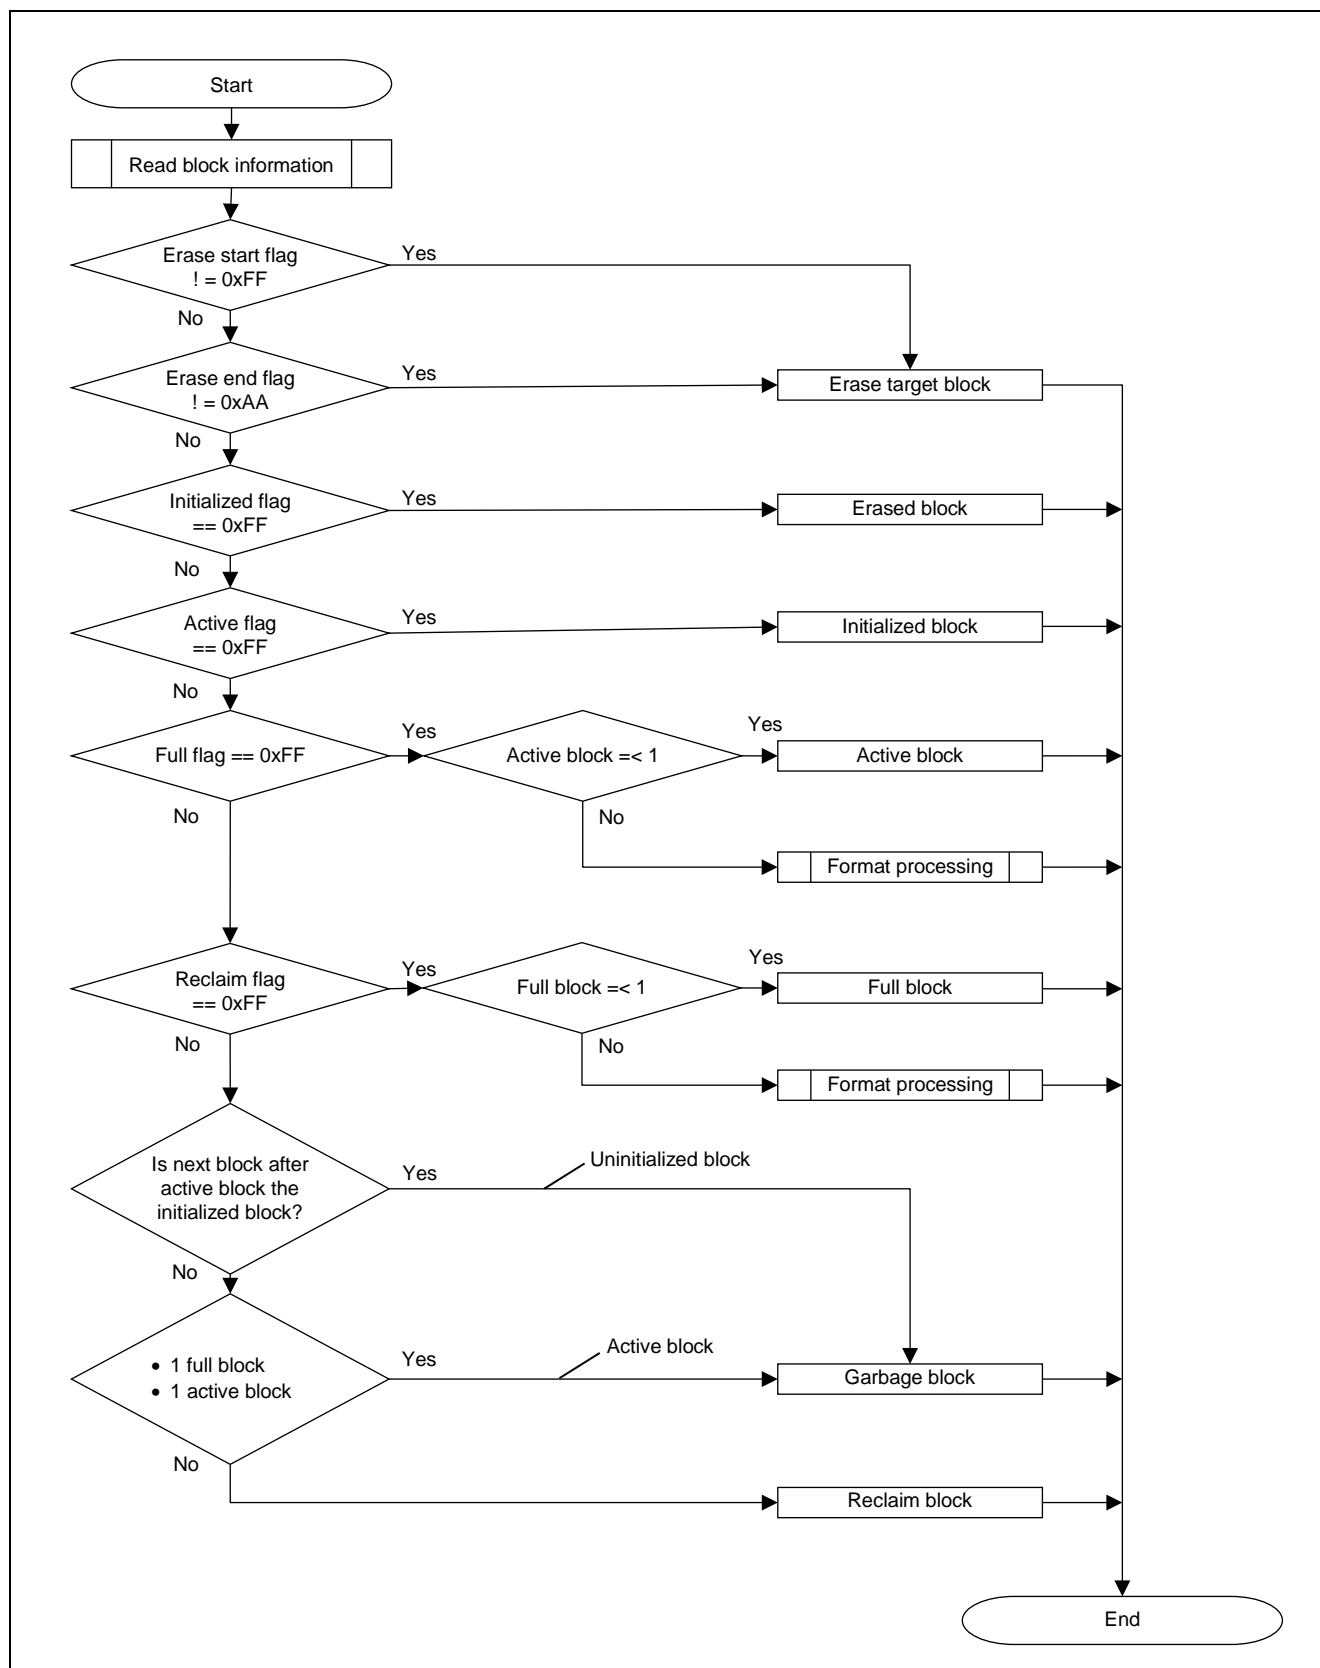 Start
Read block information
Erase start flag
! = 0xFF
Yes
No
Erase end flag
! = 0xAA
Yes
Erase target block
No
Initialized flag
== 0xFF
Yes
Erased block
No
Active flag
== 0xFF
Yes
Initialized block
No
Full flag == 0xFF
Yes
Active block =< 1
Yes
Active block
No
No
Format processing
Reclaim flag
== 0xFF
Yes
Full block =< 1
Yes
Full block
No
No
Format processing
Is next block after
active block the
initialized block?
Yes
Uninitialized block
No
• 1 full block
• 1 active block
Yes
Active block
Garbage block
No
Reclaim block
End